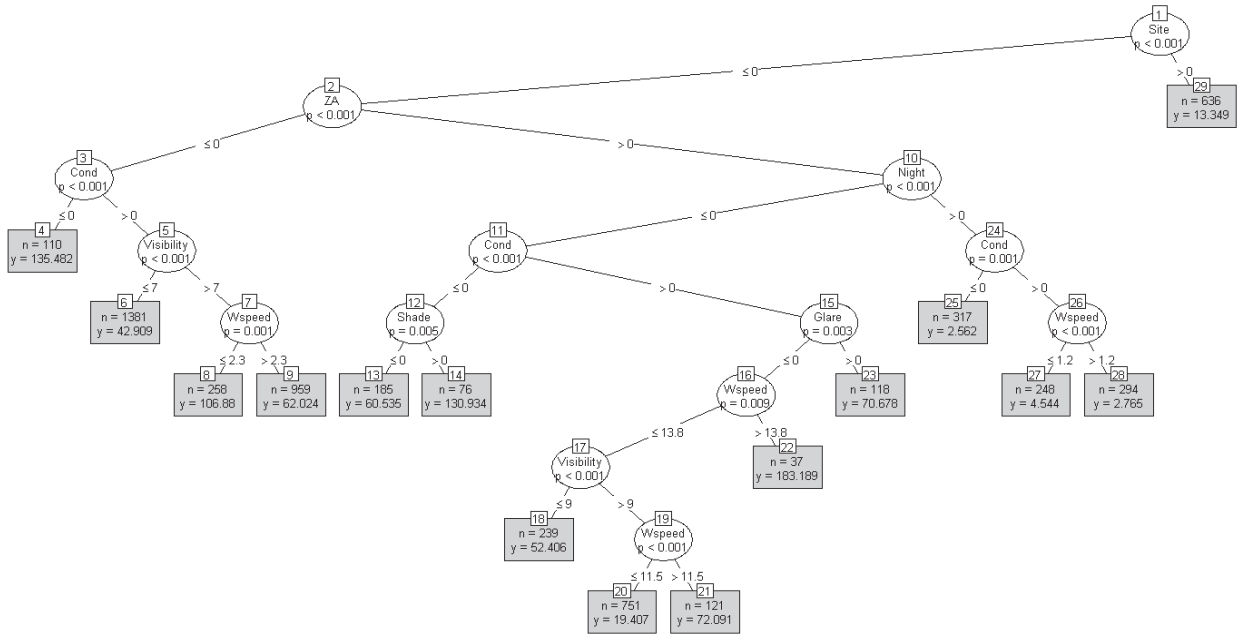 1
Site
p < 0.001
≤ 0
> 0
2
ZA
p < 0.001
29
n = 636
y = 13.349
≤ 0
> 0
3
Cond
p < 0.001
10
Night
p < 0.001
≤ 0
> 0
≤ 0
> 0
4
n = 110
y = 135.482
5
Visibility
p < 0.001
11
Cond
p < 0.001
24
Cond
p = 0.001
≤ 7
> 7
≤ 0
> 0
≤ 0
> 0
6
n = 1381
y = 42.909
7
Wspeed
p = 0.001
12
Shade
p = 0.005
15
Glare
p = 0.003
25
n = 317
y = 2.562
26
Wspeed
p < 0.001
≤ 2.3
> 2.3
≤ 0
> 0
≤ 0
> 0
≤ 1.2
> 1.2
8
n = 258
y = 106.88
9
n = 959
y = 62.024
13
n = 185
y = 60.535
14
n = 76
y = 130.934
16
Wspeed
p = 0.009
23
n = 118
y = 70.678
27
n = 248
y = 4.544
28
n = 294
y = 2.765
≤ 13.8
> 13.8
17
Visibility
p < 0.001
22
n = 37
y = 183.189
≤ 9
> 9
18
n = 239
y = 52.406
19
Wspeed
p < 0.001
≤ 11.5
> 11.5
20
n = 751
y = 19.407
21
n = 121
y = 72.091